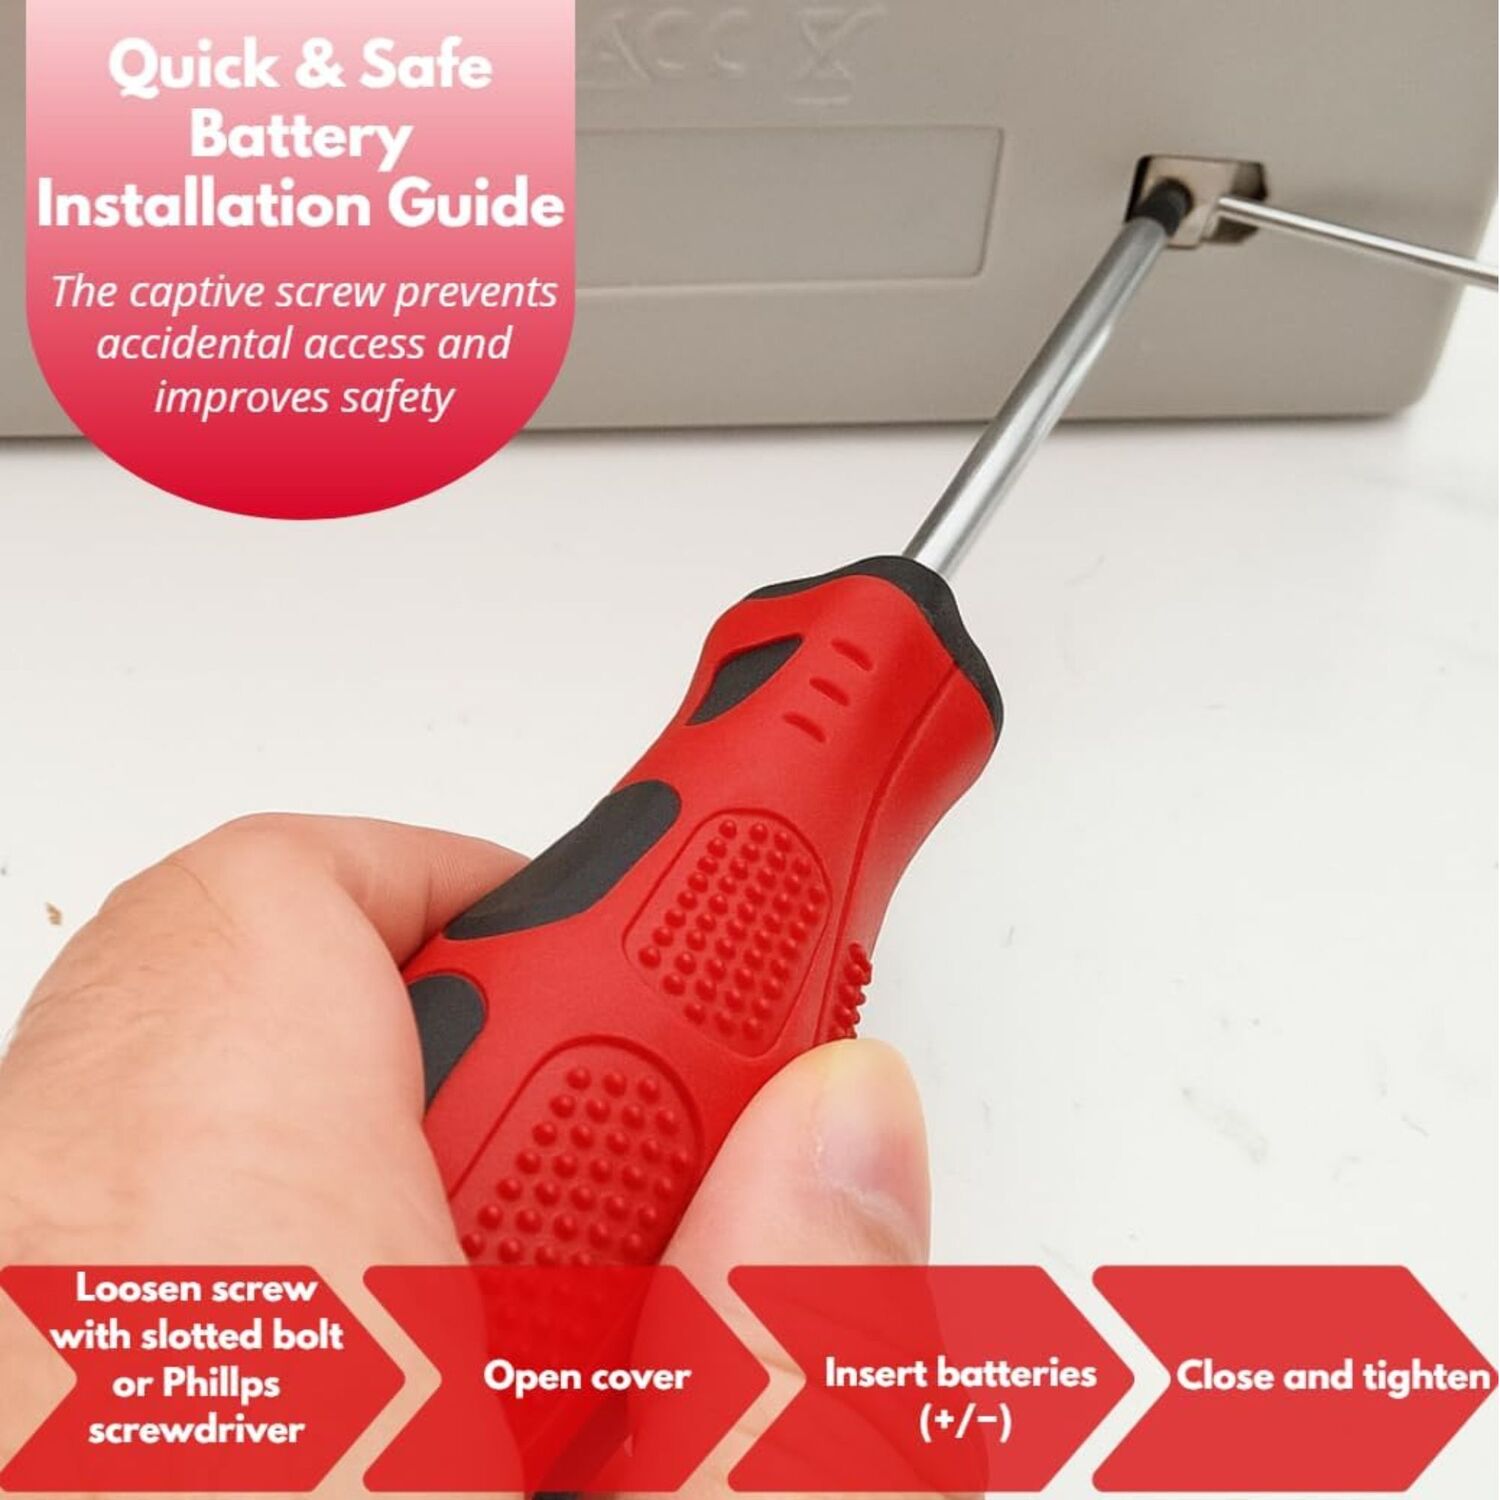 Quick & Safe
Battery
Installation Guide
The captive screw prevents
accidental access and
improves safety
Loosen screw
with slotted bolt
or Phillps
screwdriver
Open cover
Insert batteries
(+/−)
Close and tighten